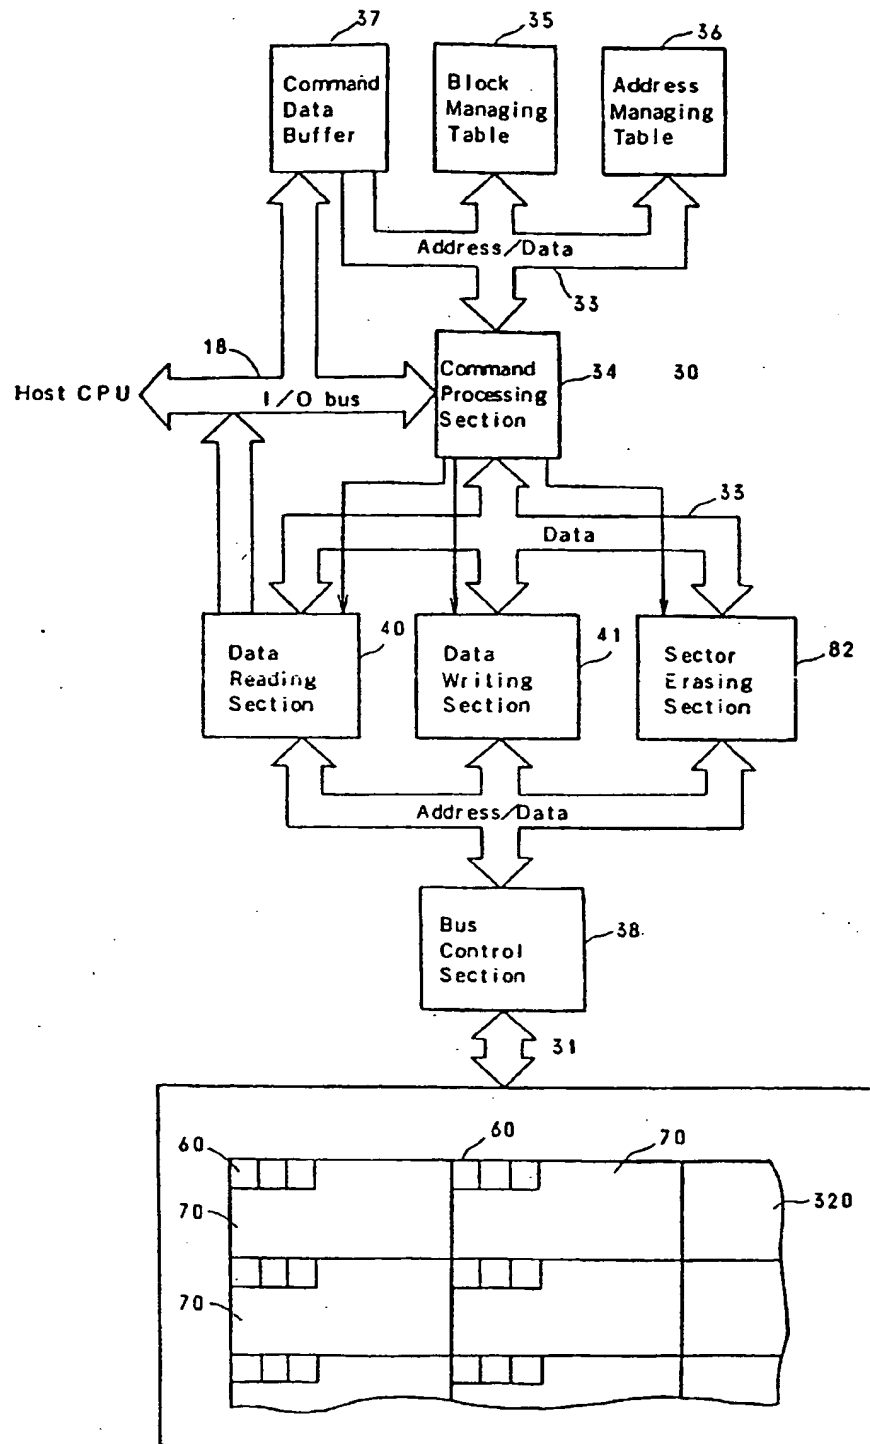 37
35
36
Command
Data
Buffer
Block
Managing
Table
Address
Managing
Table
Address/Data
33
18
Host CPU
I/O bus
Command
Processing
Section
34
30
33
Data
40
41
82
Data
Reading
Section
Data
Writing
Section
Sector
Erasing
Section
Address/Data
Bus
Control
Section
38
31
60
60
70
70
320
70